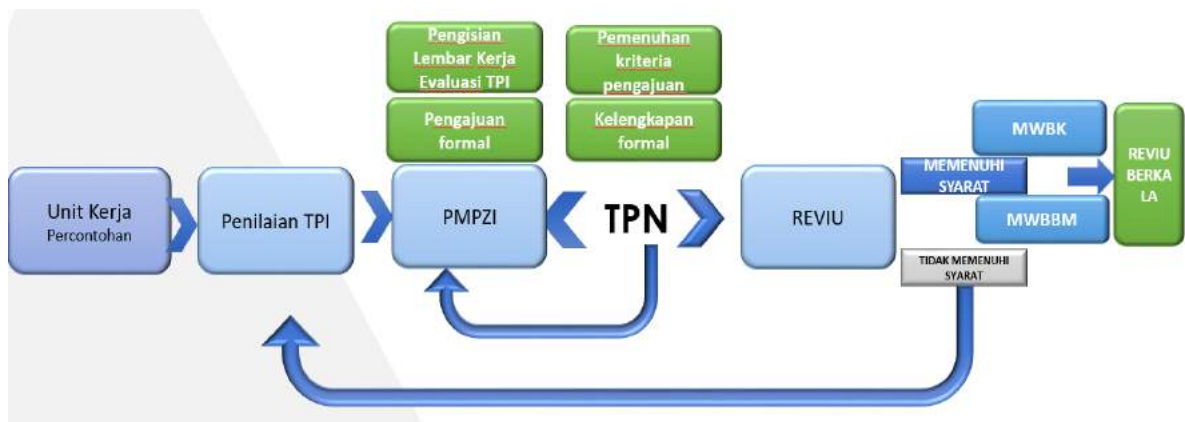 Pengisian
Lembar Kerja
Evaluasi TPI
Pemenuhan
kriteria
pengajuan
Pengajuan
formal
Kelengkapan
formal
Unit Kerja
Percontohan
Penilaian TPI
PMPZI
TPN
REVIU
MEMENUHI
SYARAT
MWBK
MWBBM
REVIU
BERKA
LA
TIDAK MEMENUHI
SYARAT